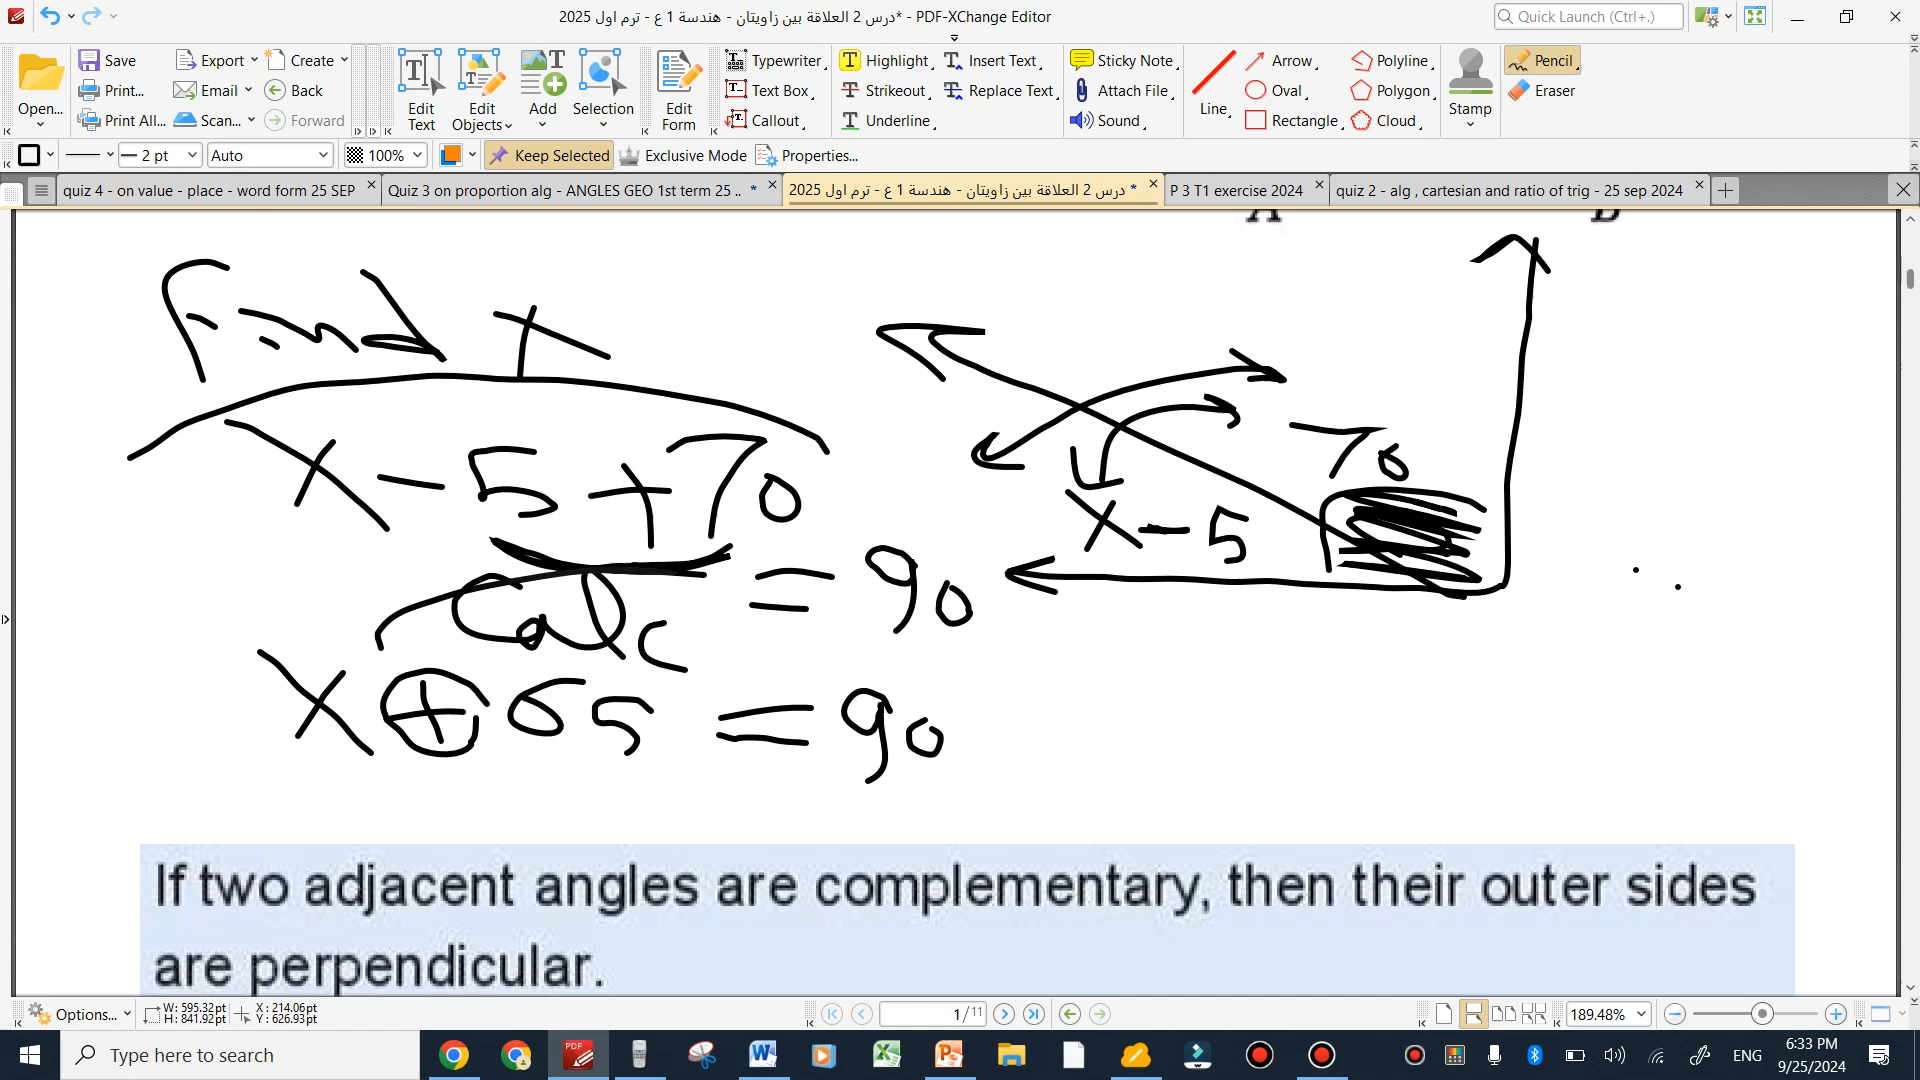 درس 2 العلاقة بين زاويتان - هندسة 1 ع - ترم اول 2025* - PDF-XChange Editor
Quick Launch (Ctrl+.)
Open...
Save
Print...
Print All...
Export
Email
Scan...
Create
Back
Forward
Edit Text
Edit Objects
Add
Selection
Edit Form
Typewriter
Text Box
Callout
Highlight
Strikeout
Underline
Insert Text
Replace Text
Sticky Note
Attach File
Sound
Line
Arrow
Oval
Rectangle
Polyline
Polygon
Cloud
Stamp
Pencil
Eraser
2 pt
Auto
100%
Keep Selected
Exclusive Mode
Properties...
quiz 4 - on value - place - word form 25 SEP
Quiz 3 on proportion alg - ANGLES GEO 1st term 25 .. *
درس 2 العلاقة بين زاويتان - هندسة 1 ع - ترم اول 2025 *
P 3 T1 exercise 2024
quiz 2 - alg , cartesian and ratio of trig - 25 sep 2024
A B
Find x
x - 5 + 70
= 90
Calc
x + 65 = 90
70
x - 5
If two adjacent angles are complementary, then their outer sides
are perpendicular.
Options...
W: 595.32pt
H: 841.92pt
X : 214.06pt
Y : 626.93pt
1 / 11
189.48%
Type here to search
ENG
6:33 PM
9/25/2024